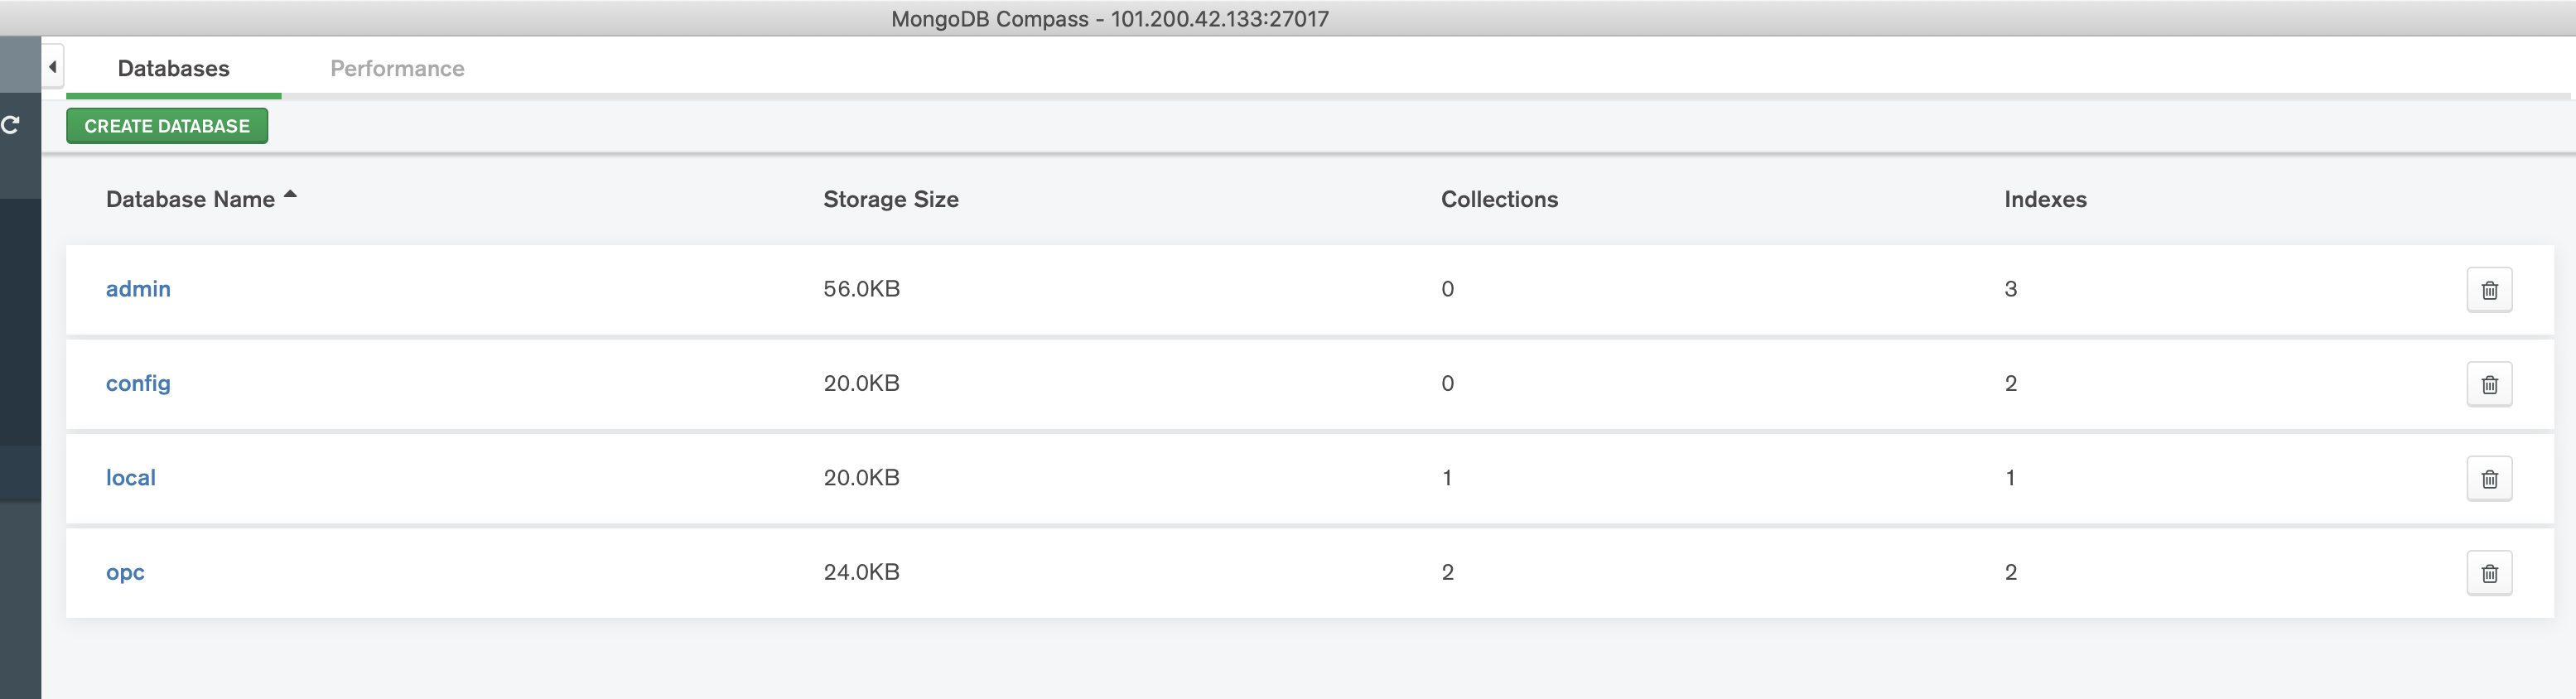 MongoDB Compass - 101.200.42.133:27017
Databases Performance
CREATE DATABASE
Database Name Storage Size Collections Indexes
admin 56.0KB 0 3
config 20.0KB 0 2
local 20.0KB 1 1
opc 24.0KB 2 2